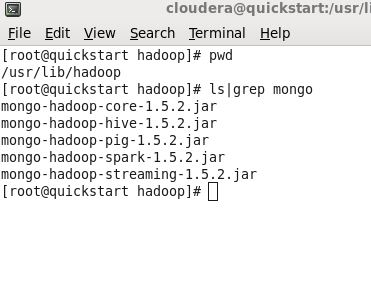 cloudera@quickstart:/usr/li
File Edit View Search Terminal Help
[root@quickstart hadoop]# pwd
/usr/lib/hadoop
[root@quickstart hadoop]# ls|grep mongo
mongo-hadoop-core-1.5.2.jar
mongo-hadoop-hive-1.5.2.jar
mongo-hadoop-pig-1.5.2.jar
mongo-hadoop-spark-1.5.2.jar
mongo-hadoop-streaming-1.5.2.jar
[root@quickstart hadoop]#